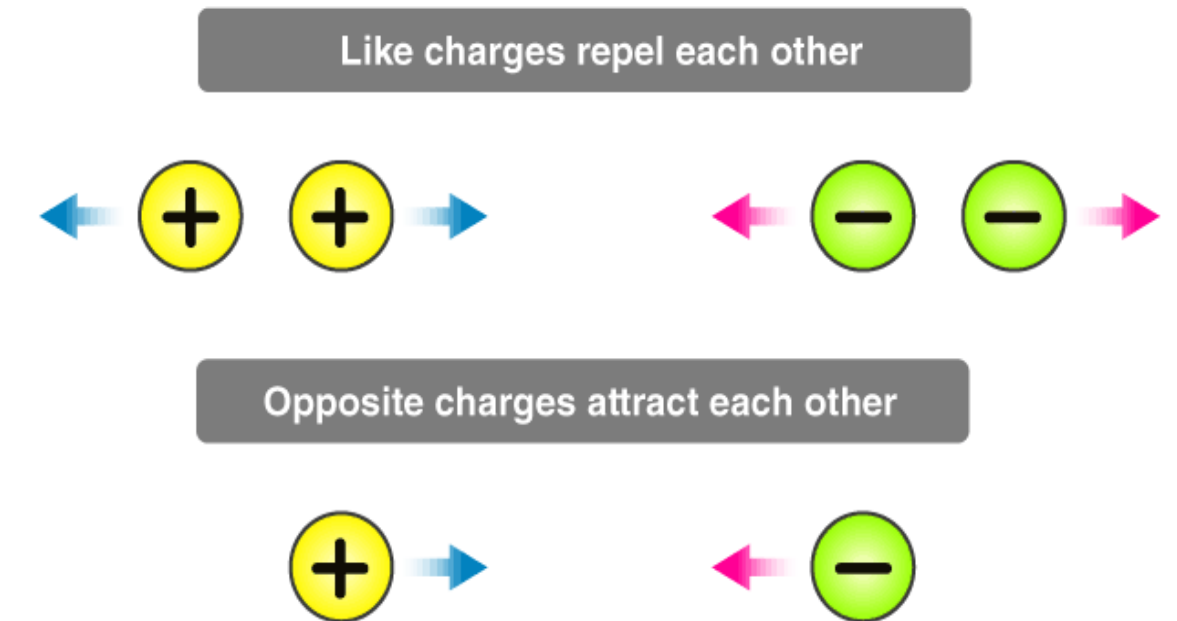 Like charges repel each other
+ + − −
Opposite charges attract each other
+ −